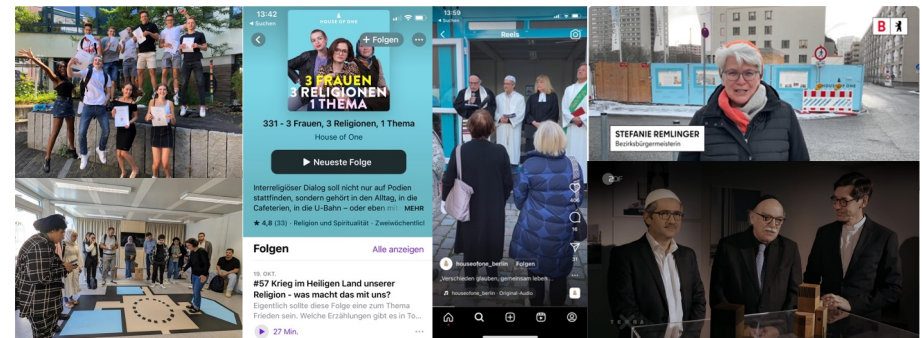 13:42
Suchen
HOUSE OF ONE
+ Folgen
3 FRAUEN
3 RELIGIONEN
1 THEMA
331 - 3 Frauen, 3 Religionen, 1 Thema
House of One
Neueste Folge
Interreligiöser Dialog soll nicht nur auf Podien
stattfinden, sondern gehört in den Alltag, in die
Cafeterien, in die U-Bahn – oder eben mit MEHR
★ 4,8 (33) · Religion und Spiritualität · Zweiwöchentlich
Folgen
Alle anzeigen
19. OKT.
#57 Krieg im Heiligen Land unserer
Religion - was macht das mit uns?
Eigentlich sollte diese Folge eine zum Thema
Frieden sein. Welche Erzählungen gibt es in To...
27 Min.
13:59
Suchen
Reels
16
31
houseofone_berlin
Folgen
„Verschieden glauben, gemeinsam leben...
houseofone_berlin · Original-Audio
B
STEFANIE REMLINGER
Bezirksbürgermeisterin
ZDF